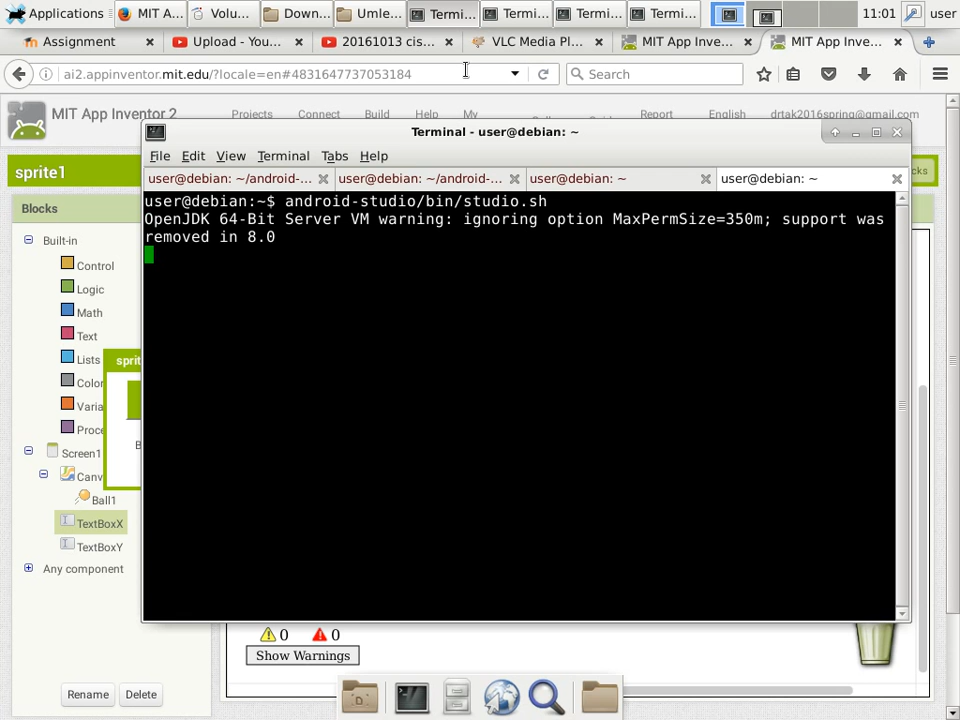 Applications
MIT A...
Volu...
Down...
Umle...
Termi...
Termi...
Termi...
Termi...
11:01
user
Assignment
Upload - You...
20161013 cis...
VLC Media Pl...
MIT App Inve...
MIT App Inve...
ai2.appinventor.mit.edu/?locale=en#4831647737053184
Search
MIT App Inventor 2
Projects
Connect
Build
Help
My
Gallery
Report
English
drtak2016spring@gmail.com
Terminal - user@debian: ~
File Edit View Terminal Tabs Help
sprite1
user@debian: ~/android-...
user@debian: ~/android-...
user@debian: ~
user@debian: ~
cks
user@debian:~$ android-studio/bin/studio.sh
OpenJDK 64-Bit Server VM warning: ignoring option MaxPermSize=350m; support was
removed in 8.0
Blocks
Built-in
Control
Logic
Math
Text
Lists
Color
Varia
Proce
sprit
B
Screen1
Canv
Ball1
TextBoxX
TextBoxY
Any component
0
0
Show Warnings
Rename
Delete